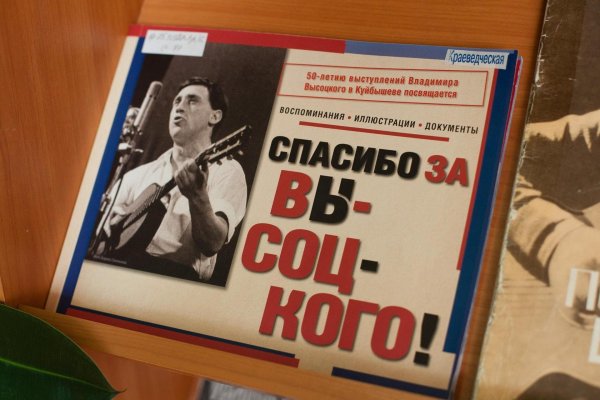 Краеведческая
50-летию выступлений Владимира
Высоцкого в Куйбышеве посвящается
ВОСПОМИНАНИЯ • ИЛЛЮСТРАЦИИ • ДОКУМЕНТЫ
СПАСИБО ЗА
ВЫ-
СОЦ-
КОГО!